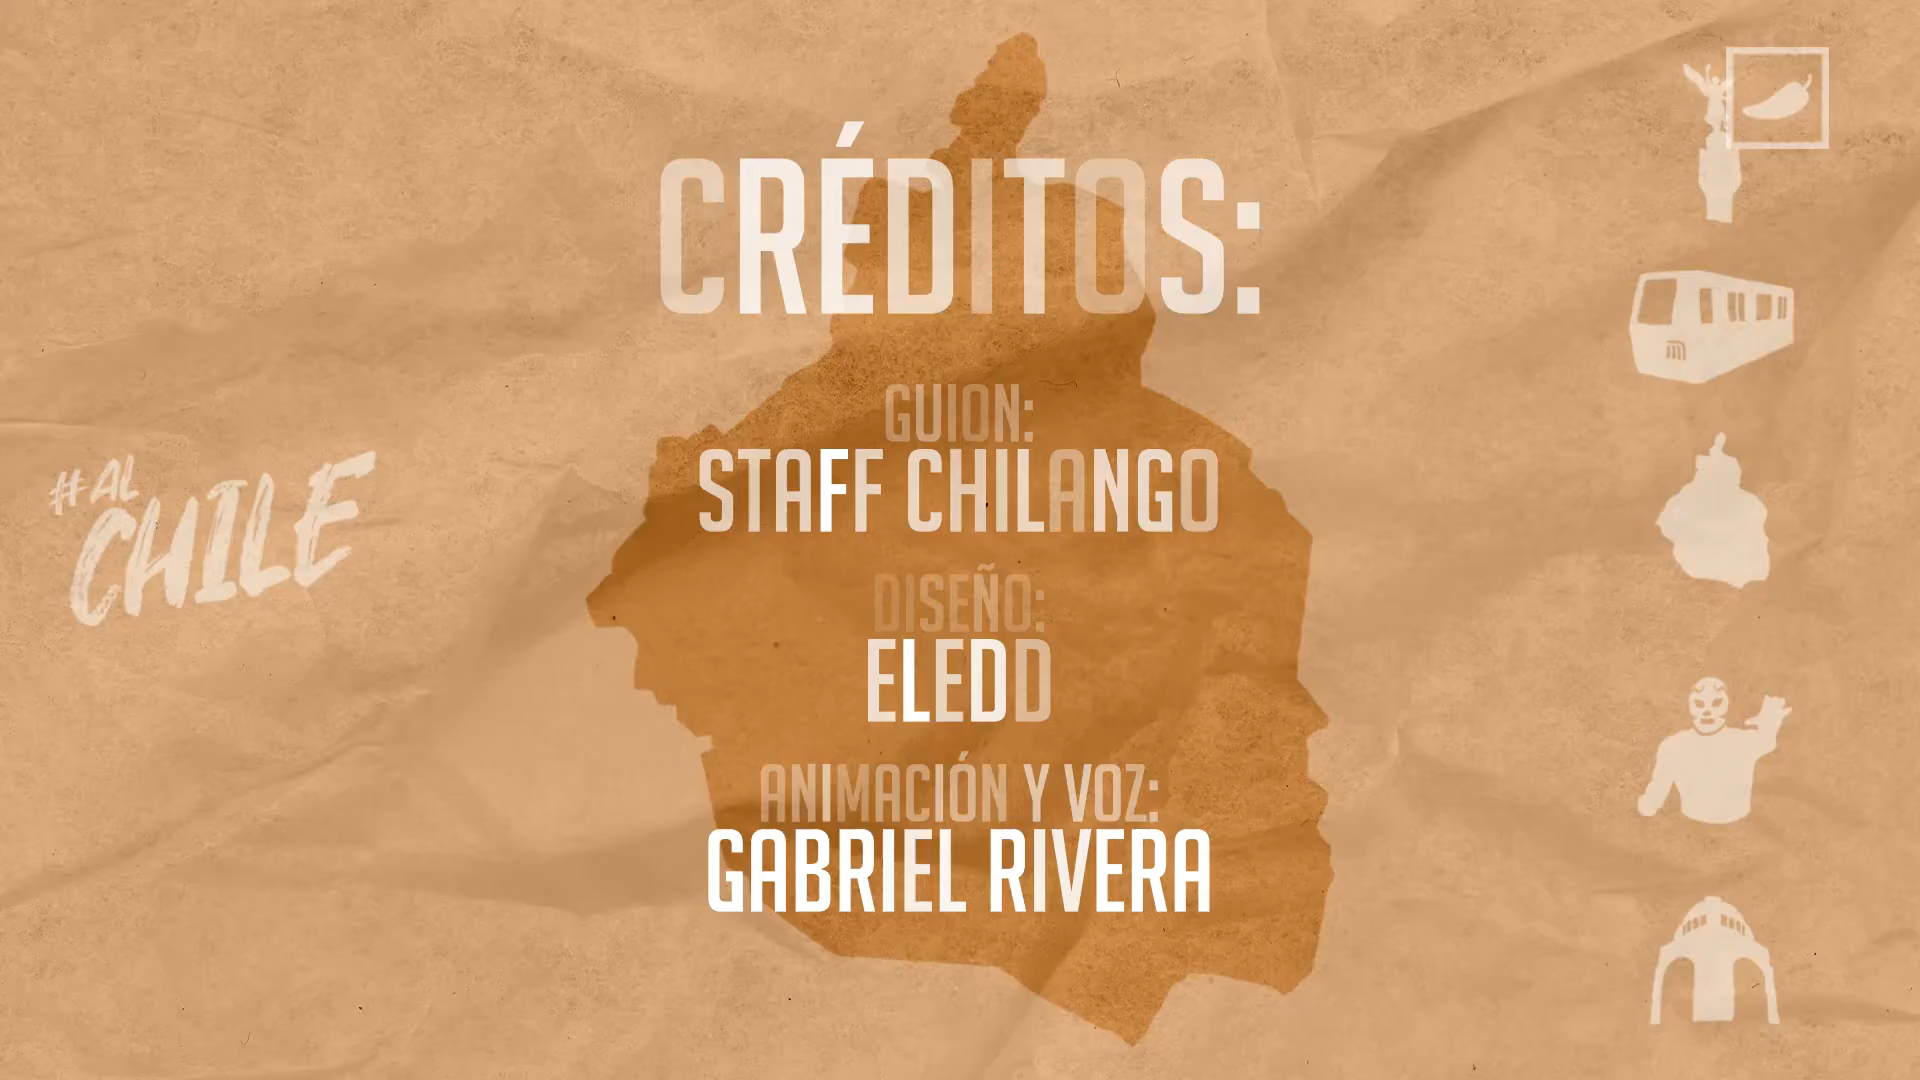 CRÉDITOS:
GUION:
STAFF CHILANGO
DISEÑO:
ELEDD
ANIMACIÓN Y VOZ:
GABRIEL RIVERA
#AL
CHILE